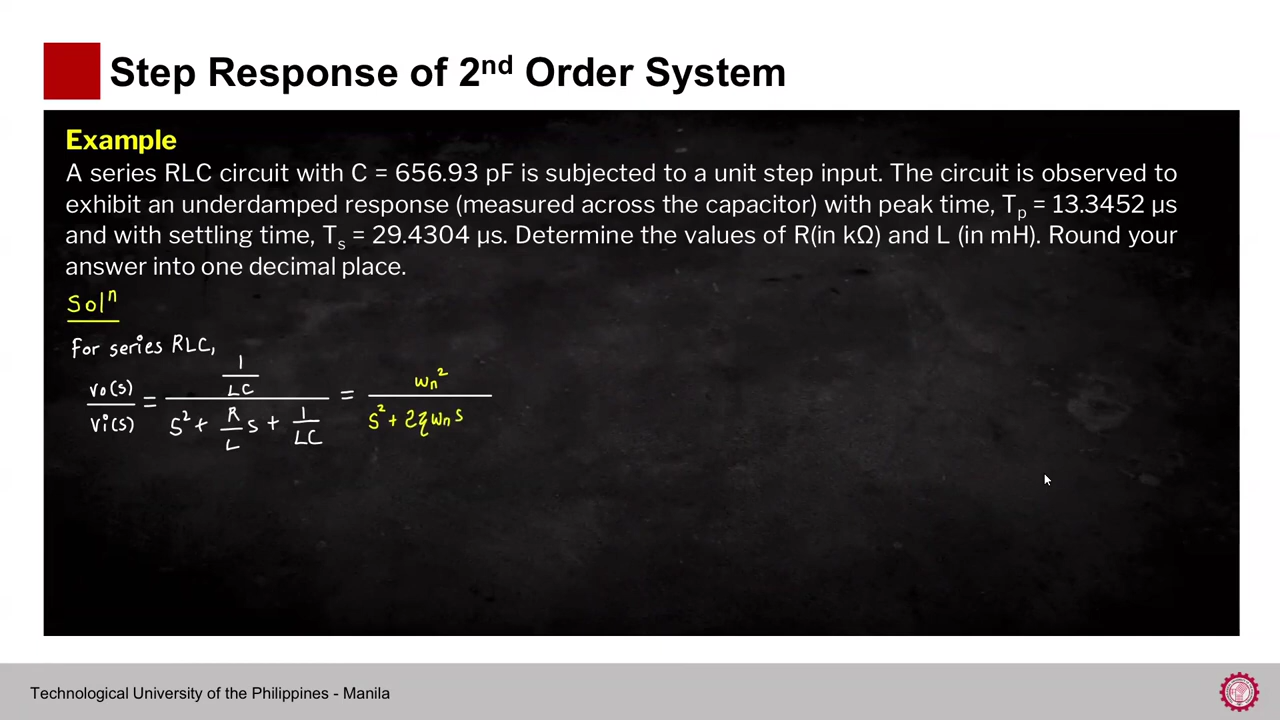 Step Response of 2nd Order System
Example
A series RLC circuit with C = 656.93 pF is subjected to a unit step input. The circuit is observed to
exhibit an underdamped response (measured across the capacitor) with peak time, Tp = 13.3452 µs
and with settling time, Ts = 29.4304 µs. Determine the values of R(in kΩ) and L (in mH). Round your
answer into one decimal place.
Solⁿ
For series RLC,
Vo(s)/Vi(s) = (1/LC)/(s² + R/L s + 1/LC) = ωn²/(s² + 2ζωn s
Technological University of the Philippines - Manila